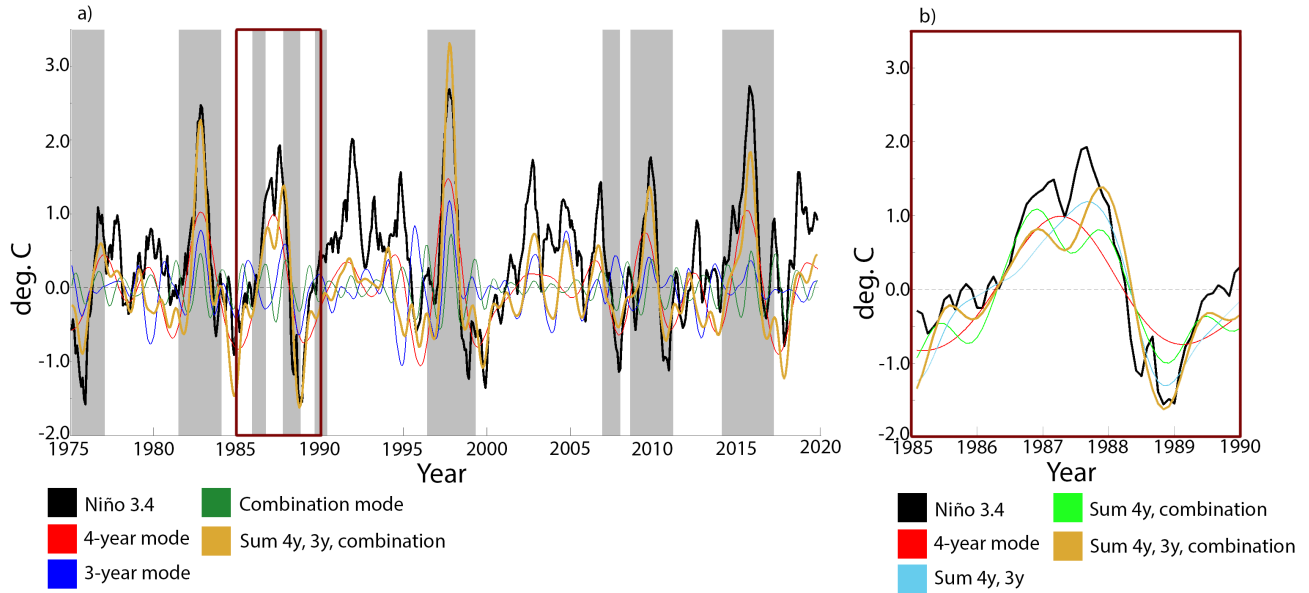 a)
3.0
2.0
1.0
0.0
-1.0
-2.0
deg. C
1975 1980 1985 1990 1995 2000 2005 2010 2015 2020
Year
Niño 3.4
4-year mode
3-year mode
Combination mode
Sum 4y, 3y, combination
b)
3.0
2.0
1.0
0.0
-1.0
-2.0
deg. C
1985 1986 1987 1988 1989 1990
Year
Niño 3.4
4-year mode
Sum 4y, 3y
Sum 4y, combination
Sum 4y, 3y, combination